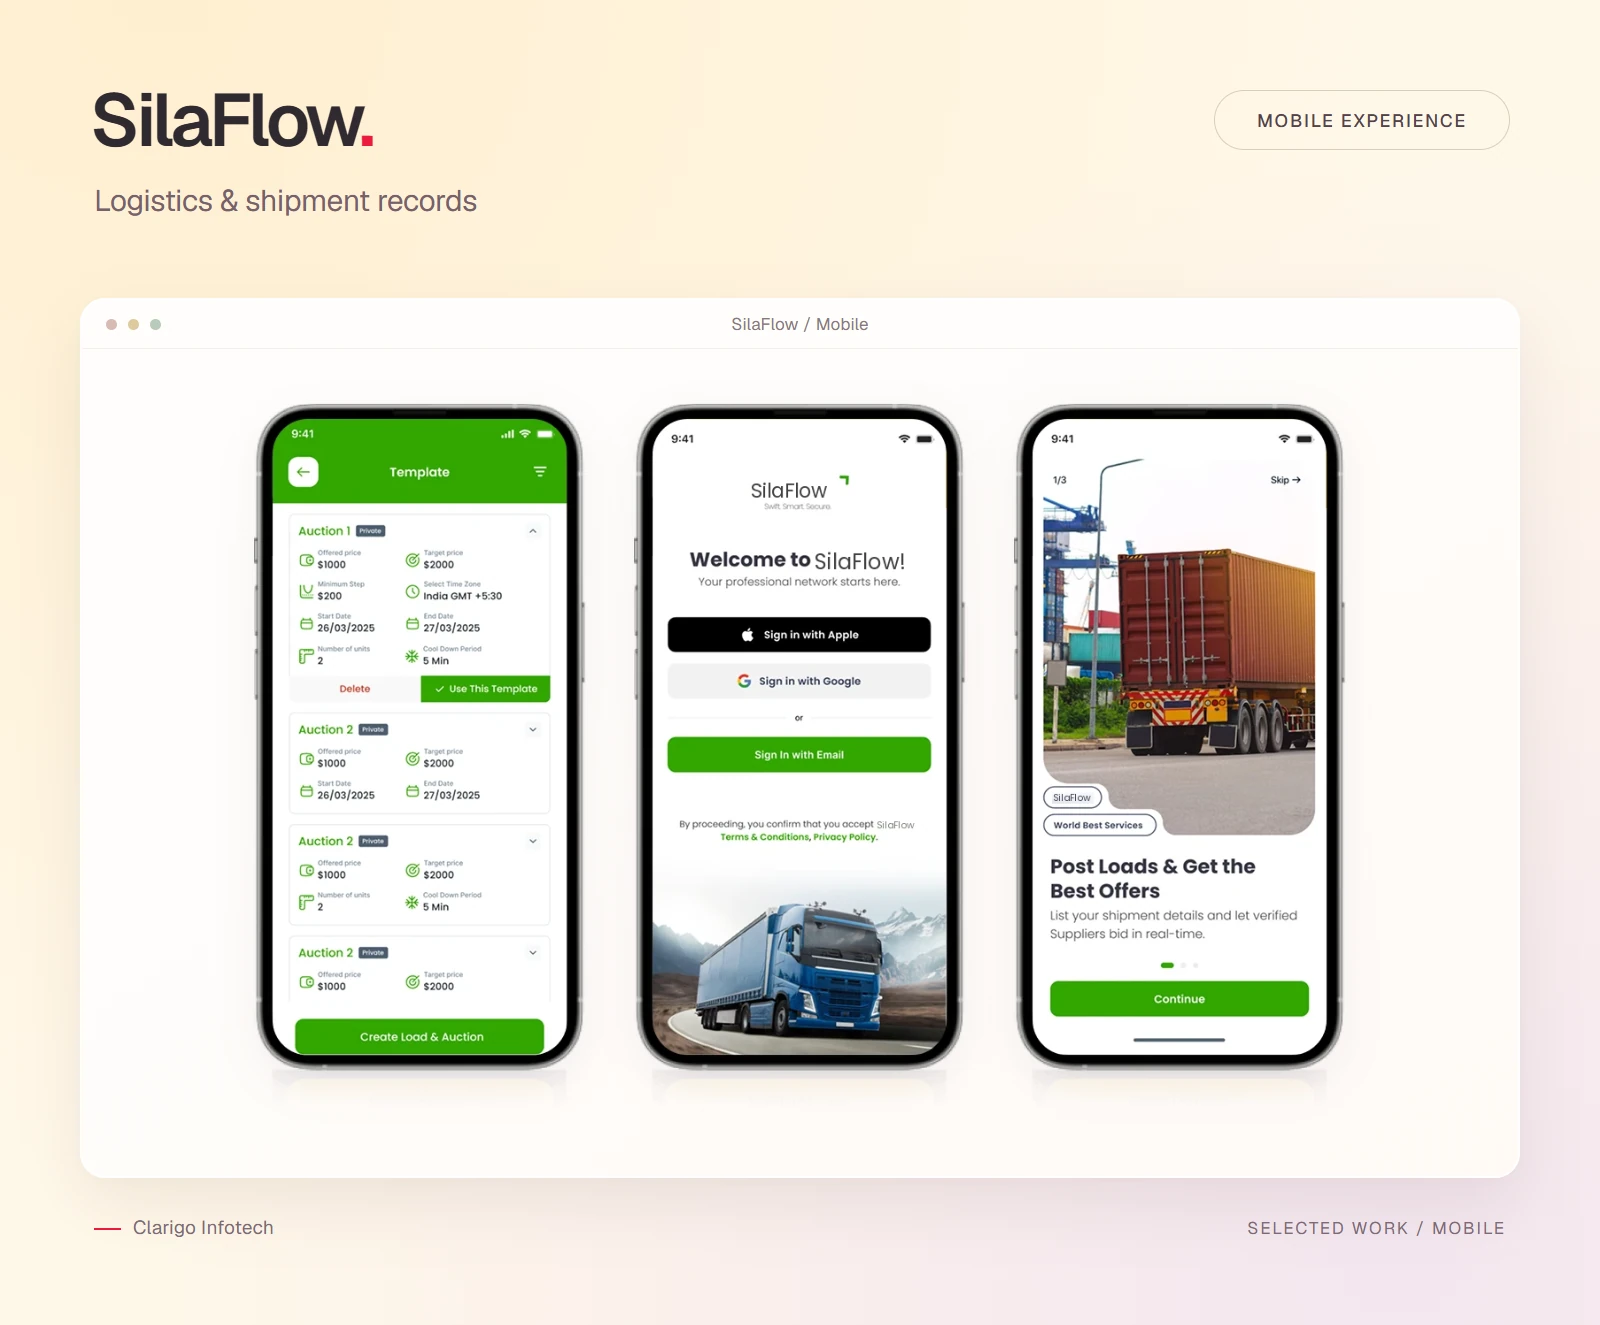 SilaFlow.
MOBILE EXPERIENCE
Logistics & shipment records
SilaFlow / Mobile
9:41
Template
Auction 1 Private
Offered price
$1000
Target price
$2000
Minimum Step
$200
Select Time Zone
India GMT +5:30
Start Date
26/03/2025
End Date
27/03/2025
Number of units
2
Cool Down Period
5 Min
Delete
Use This Template
Auction 2 Private
Offered price
$1000
Target price
$2000
Start Date
26/03/2025
End Date
27/03/2025
Auction 2 Private
Offered price
$1000
Target price
$2000
Number of units
2
Cool Down Period
5 Min
Auction 2 Private
Offered price
$1000
Target price
$2000
Create Load & Auction
9:41
SilaFlow
Swift. Smart. Secure.
Welcome to SilaFlow!
Your professional network starts here.
Sign in with Apple
Sign in with Google
or
Sign In with Email
By proceeding, you confirm that you accept SilaFlow
Terms & Conditions, Privacy Policy.
9:41
1/3
Skip →
SilaFlow
World Best Services
Post Loads & Get the
Best Offers
List your shipment details and let verified
Suppliers bid in real-time.
Continue
Clarigo Infotech
SELECTED WORK / MOBILE